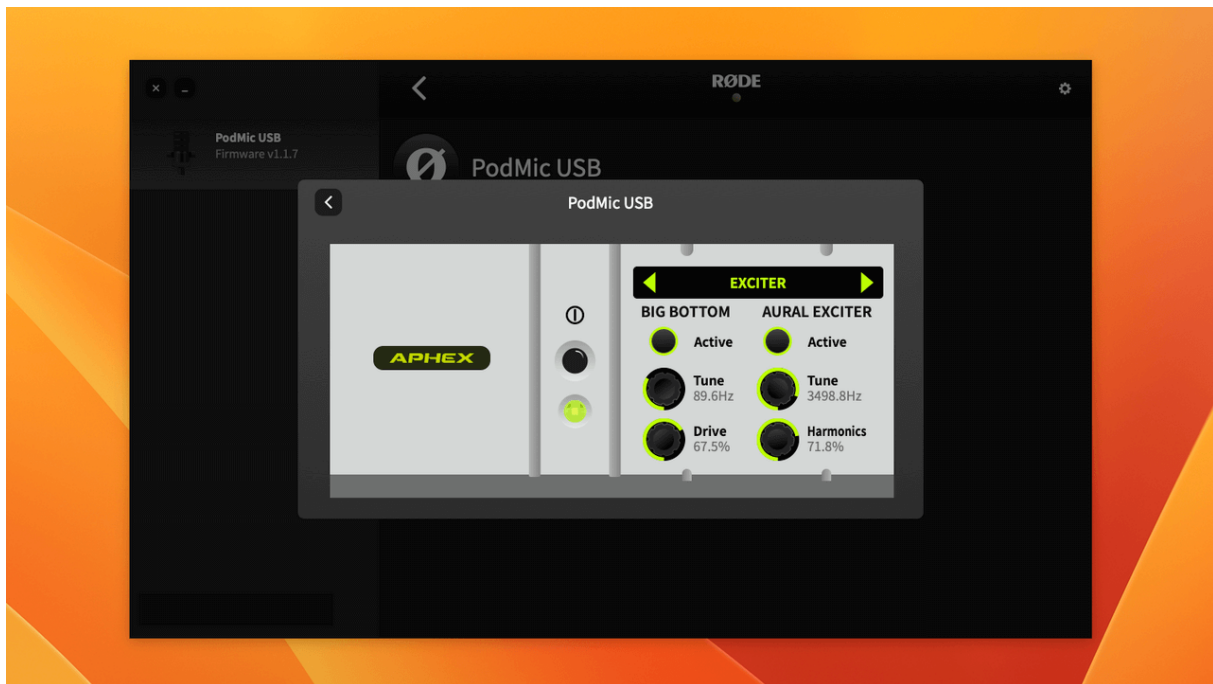 RØDE
PodMic USB
Firmware v1.1.7
PodMic USB
PodMic USB
EXCITER
BIG BOTTOM
AURAL EXCITER
Active
Active
Tune
89.6Hz
Tune
3498.8Hz
APHEX
Drive
67.5%
Harmonics
71.8%